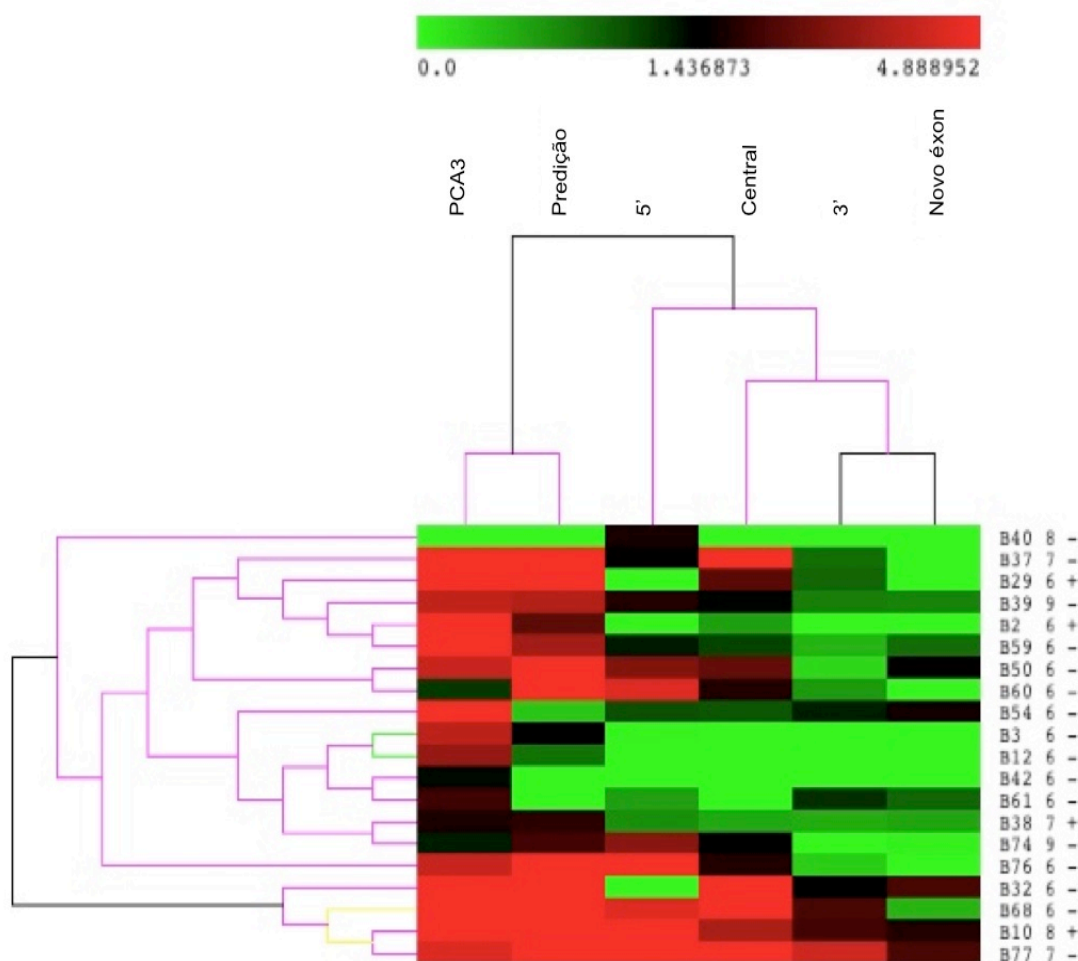 0.0 1.436873 4.888952
PCA3 Predição 5' Central 3' Novo éxon
B40 8 -
B37 7 -
B29 6 +
B39 9 -
B2 6 +
B59 6 -
B50 6 -
B60 6 -
B54 6 -
B3 6 -
B12 6 -
B42 6 -
B61 6 -
B38 7 +
B74 9 -
B76 6 -
B32 6 -
B68 6 -
B10 8 +
B77 7 -